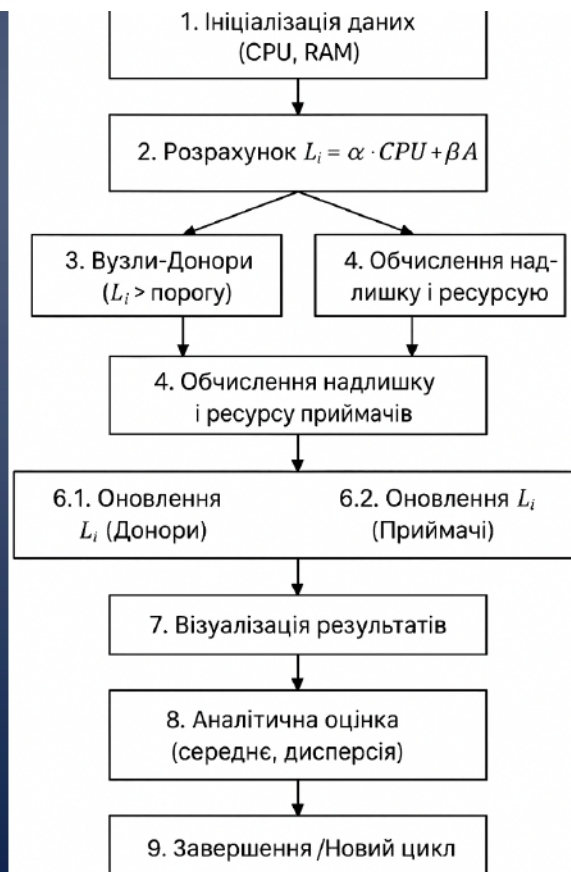 1. Ініціалізація даних
(CPU, RAM)
2. Розрахунок Lᵢ = α · CPU + βA
3. Вузли-Донори
(Lᵢ > порогу)
4. Обчислення над-
лишку і ресурсую
4. Обчислення надлишку
і ресурсу приймачів
6.1. Оновлення
Lᵢ (Донори)
6.2. Оновлення Lᵢ
(Приймачі)
7. Візуалізація результатів
8. Аналітична оцінка
(середнє, дисперсія)
9. Завершення /Новий цикл